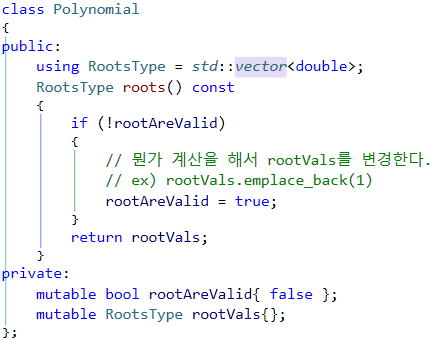 class Polynomial
{
public:
    using RootsType = std::vector<double>;
    RootsType roots() const
    {
        if (!rootAreValid)
        {
            // 뭔가 계산을 해서 rootVals를 변경한다.
            // ex) rootVals.emplace_back(1)
            rootAreValid = true;
        }
        return rootVals;
    }
private:
    mutable bool rootAreValid{ false };
    mutable RootsType rootVals{};
};